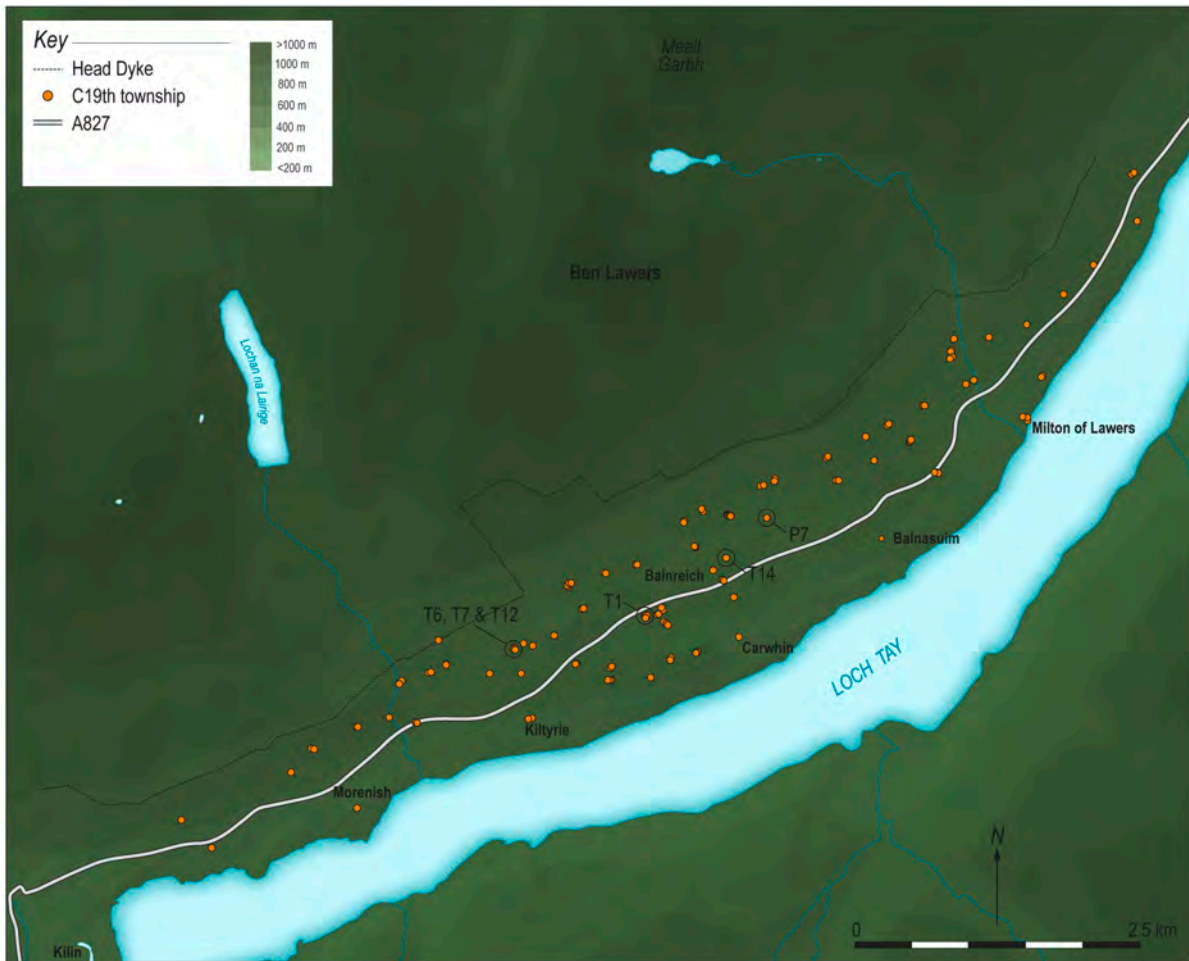 Key
Head Dyke
C19th township
A827
>1000 m
1000 m
800 m
600 m
400 m
200 m
<200 m
Meall
Garbh
Ben Lawers
Lochan na Lairige
Milton of Lawers
P7
Balnasuim
Balnreich
T14
T1
T6, T7 & T12
Carwhin
LOCH TAY
Kiltyrie
Morenish
N
0
2.5 km
Kilin